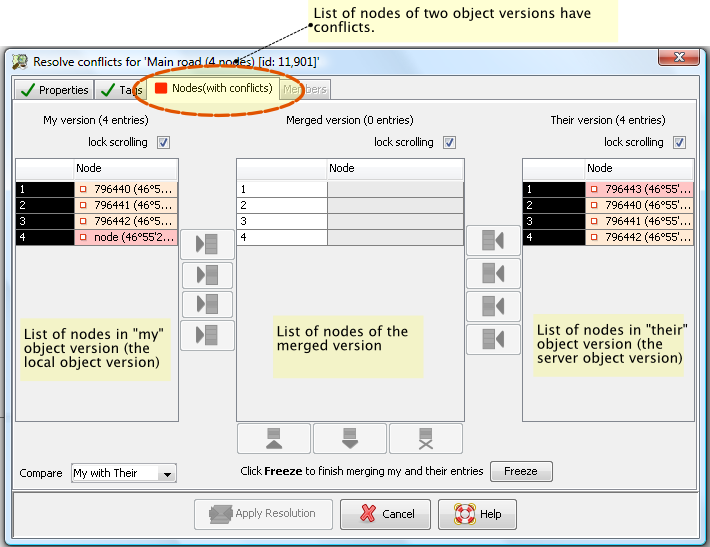 List of nodes of two object versions have
conflicts.
Resolve conflicts for 'Main road (4 nodes) [id: 11,901]'
Properties Tags Nodes(with conflicts) Members
My version (4 entries) Merged version (0 entries) Their version (4 entries)
lock scrolling lock scrolling lock scrolling
Node Node Node
1 796440 (46°5... 1 1 796443 (46°55'...
2 796441 (46°5... 2 2 796440 (46°55'...
3 796442 (46°5... 3 3 796441 (46°55'...
4 node (46°55'2... 4 4 796442 (46°55'...
List of nodes in "my"
object version (the
local object version)
List of nodes of the
merged version
List of nodes in "their"
object version (the
server object version)
Compare My with Their Click Freeze to finish merging my and their entries Freeze
Apply Resolution Cancel Help